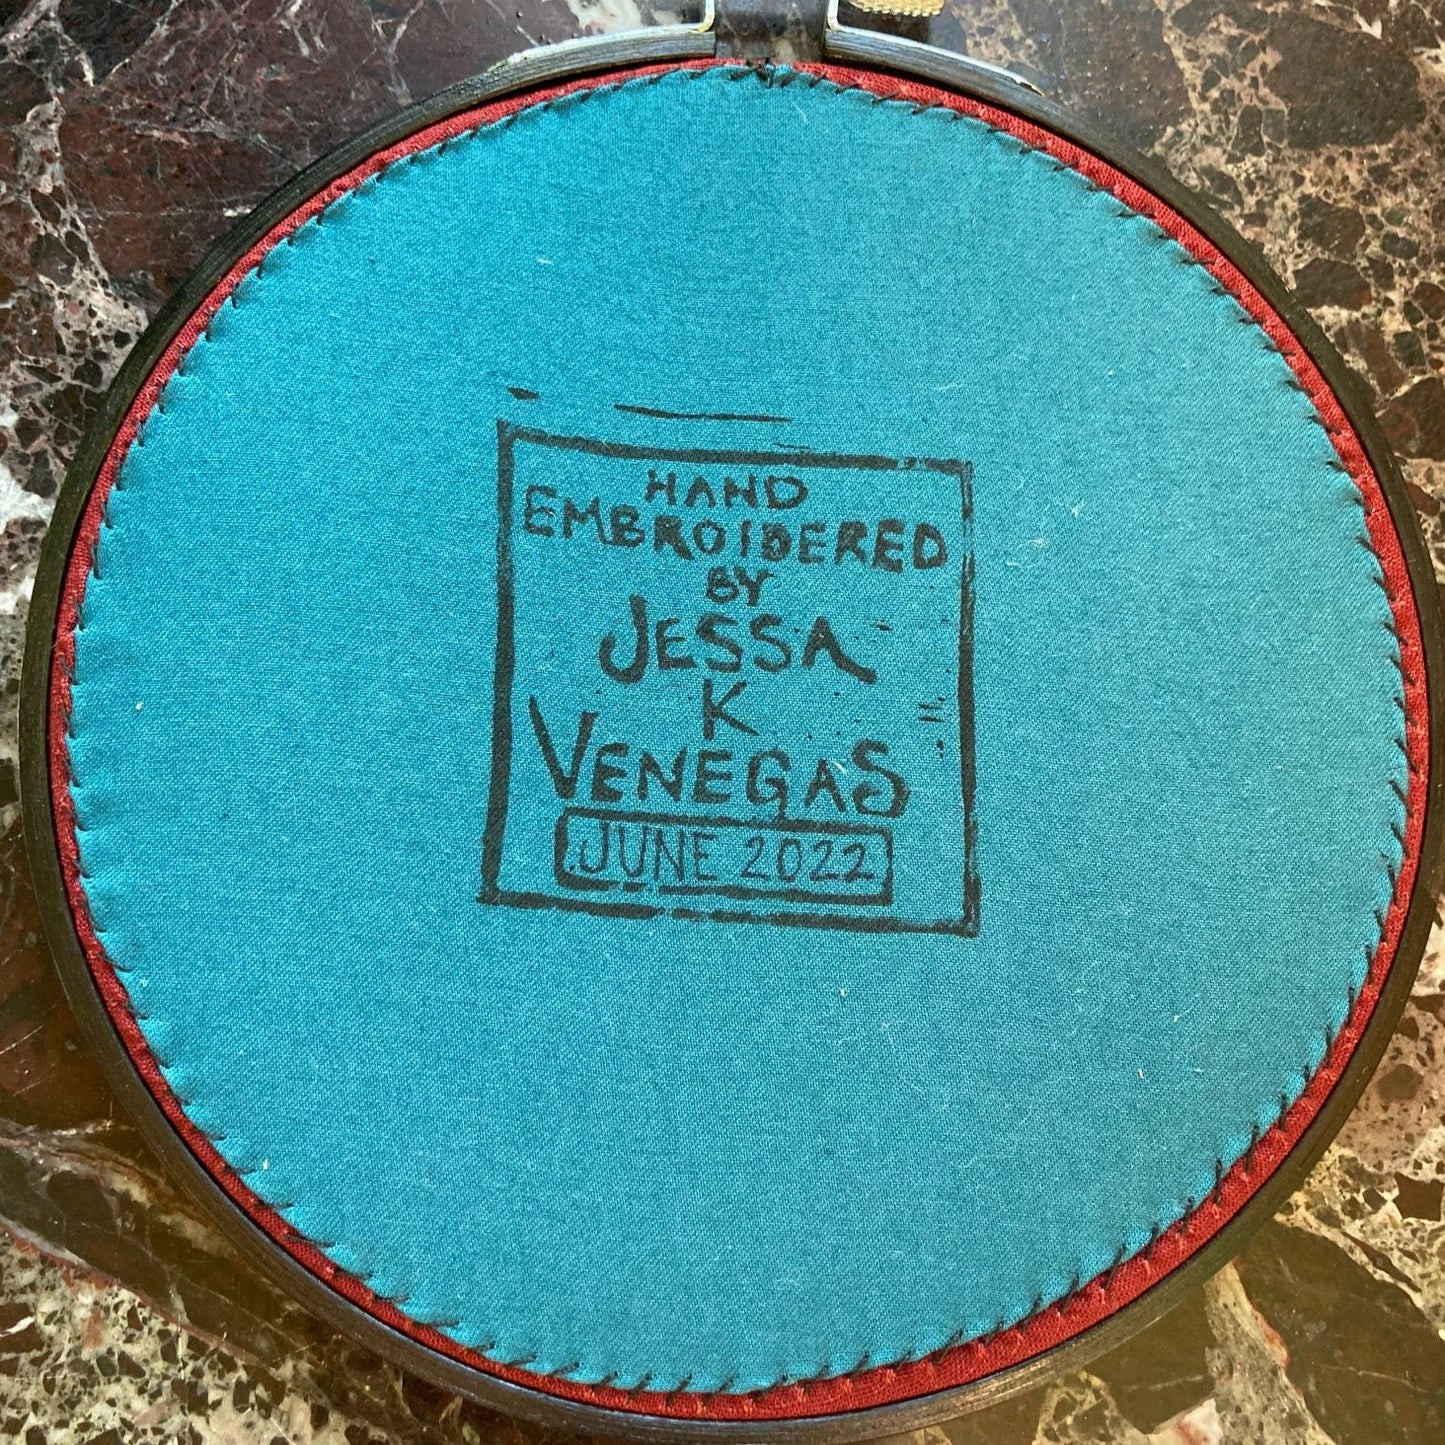 HAND
EMBROIDERED
BY
JESSA
K
VENEGAS
JUNE 2022